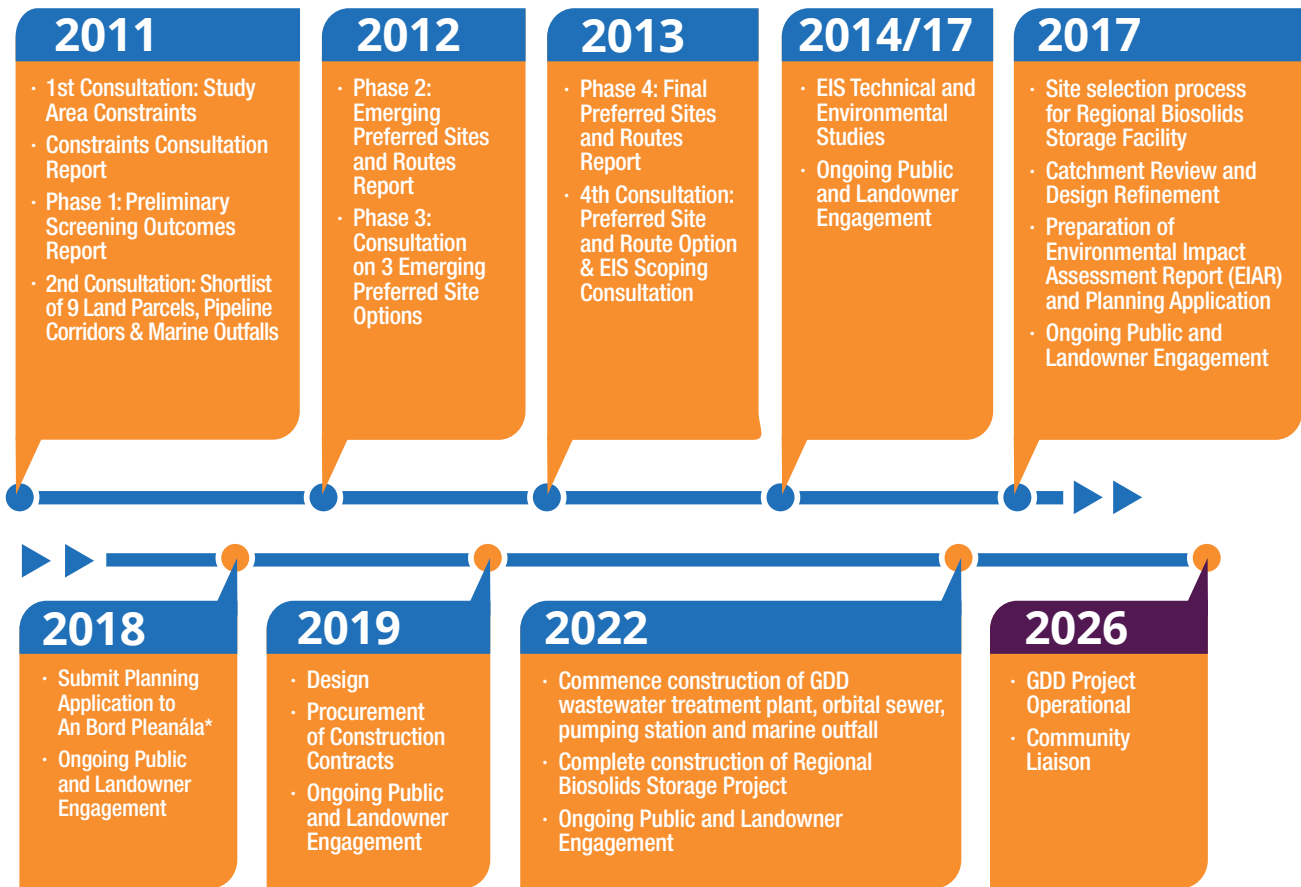 2011
· 1st Consultation: Study
Area Constraints
· Constraints Consultation
Report
· Phase 1: Preliminary
Screening Outcomes
Report
· 2nd Consultation: Shortlist
of 9 Land Parcels, Pipeline
Corridors & Marine Outfalls
2012
· Phase 2:
Emerging
Preferred Sites
and Routes
Report
· Phase 3:
Consultation
on 3 Emerging
Preferred Site
Options
2013
· Phase 4: Final
Preferred Sites
and Routes
Report
· 4th Consultation:
Preferred Site
and Route Option
& EIS Scoping
Consultation
2014/17
· EIS Technical and
Environmental
Studies
· Ongoing Public
and Landowner
Engagement
2017
· Site selection process
for Regional Biosolids
Storage Facility
· Catchment Review and
Design Refinement
· Preparation of
Environmental Impact
Assessment Report (EIAR)
and Planning Application
· Ongoing Public and
Landowner Engagement
2018
· Submit Planning
Application to
An Bord Pleanála*
· Ongoing Public
and Landowner
Engagement
2019
· Design
· Procurement
of Construction
Contracts
· Ongoing Public
and Landowner
Engagement
2022
· Commence construction of GDD
wastewater treatment plant, orbital sewer,
pumping station and marine outfall
· Complete construction of Regional
Biosolids Storage Project
· Ongoing Public and Landowner
Engagement
2026
· GDD Project
Operational
· Community
Liaison